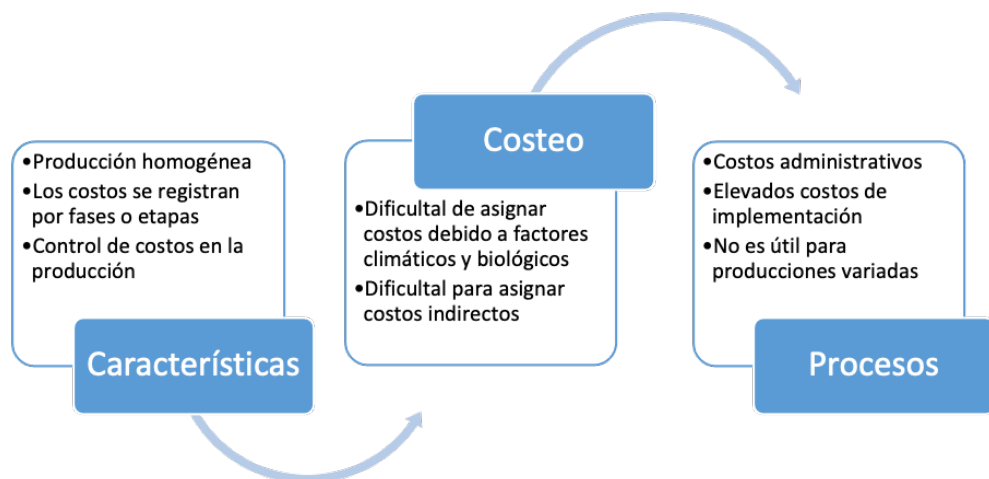 •Producción homogénea
•Los costos se registran
por fases o etapas
•Control de costos en la
producción
Característícas
Costeo
•Dificultal de asignar
costos debido a factores
climáticos y biológicos
•Dificultal para asignar
costos indirectos
•Costos administrativos
•Elevados costos de
implementación
•No es útil para
producciones variadas
Procesos